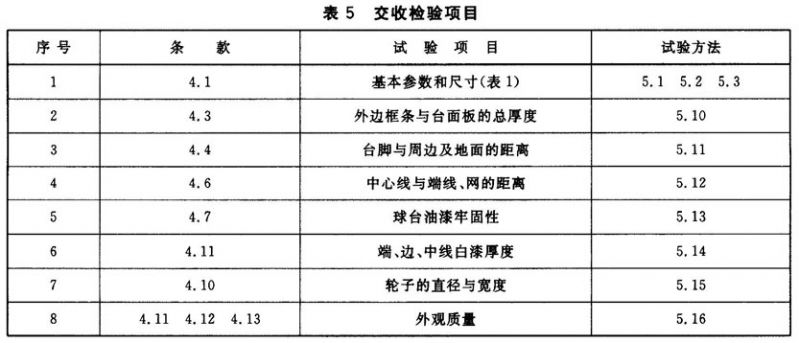 表 5 交收检验项目
序号 条 款 试 验 项 目 试验方法
1 4.1 基本参数和尺寸(表1) 5.1 5.2 5.3
2 4.3 外边框条与台面板的总厚度 5.10
3 4.4 台脚与周边及地面的距离 5.11
4 4.6 中心线与端线、网的距离 5.12
5 4.7 球台油漆牢固性 5.13
6 4.11 端、边、中线白漆厚度 5.14
7 4.10 轮子的直径与宽度 5.15
8 4.11 4.12 4.13 外观质量 5.16